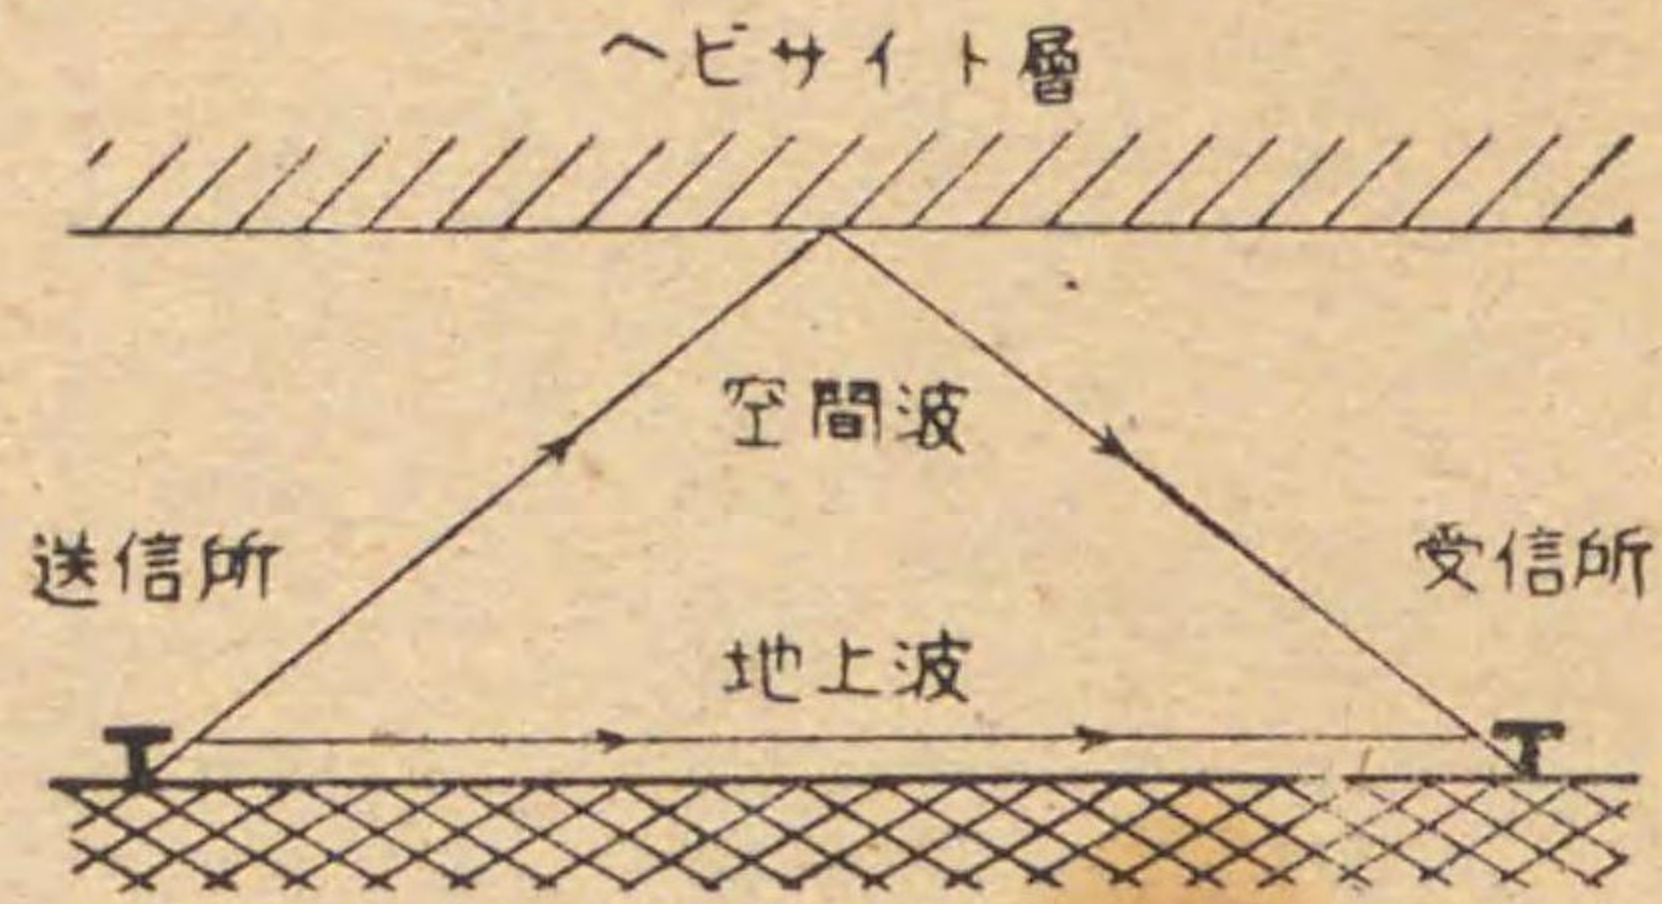 ヘビサイト層
空間波
送信所
受信所
地上波